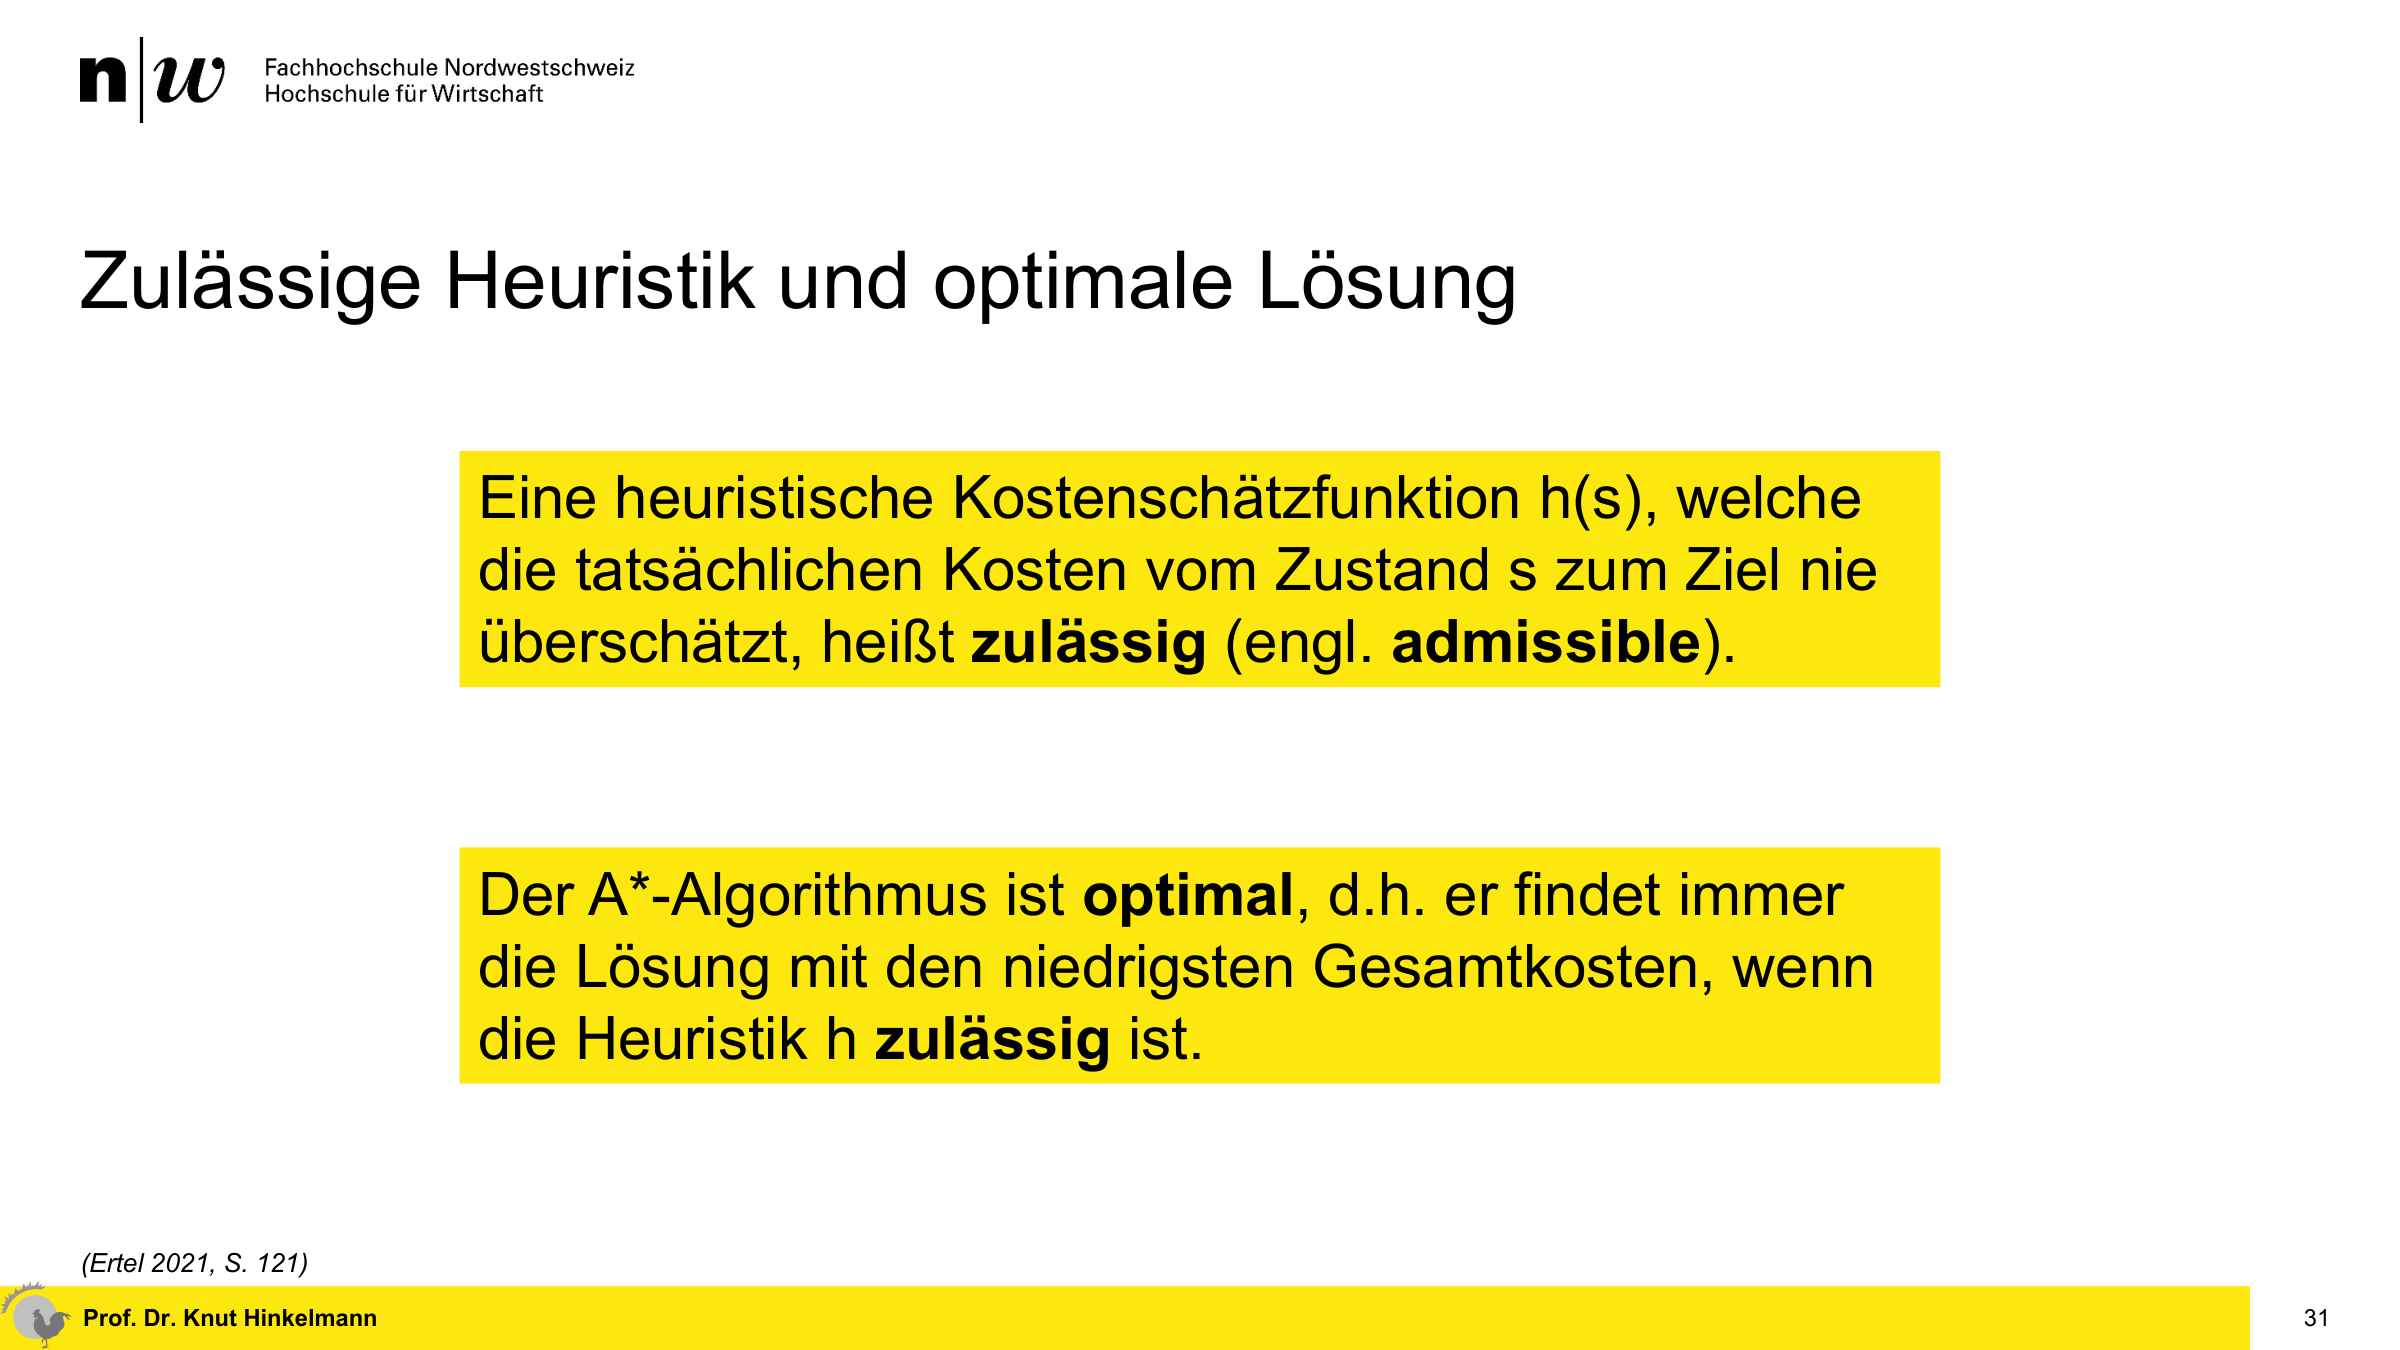 n|w Fachhochschule Nordwestschweiz
Hochschule für Wirtschaft
Zulässige Heuristik und optimale Lösung
Eine heuristische Kostenschätzfunktion h(s), welche
die tatsächlichen Kosten vom Zustand s zum Ziel nie
überschätzt, heißt zulässig (engl. admissible).
Der A*-Algorithmus ist optimal, d.h. er findet immer
die Lösung mit den niedrigsten Gesamtkosten, wenn
die Heuristik h zulässig ist.
(Ertel 2021, S. 121)
Prof. Dr. Knut Hinkelmann
31